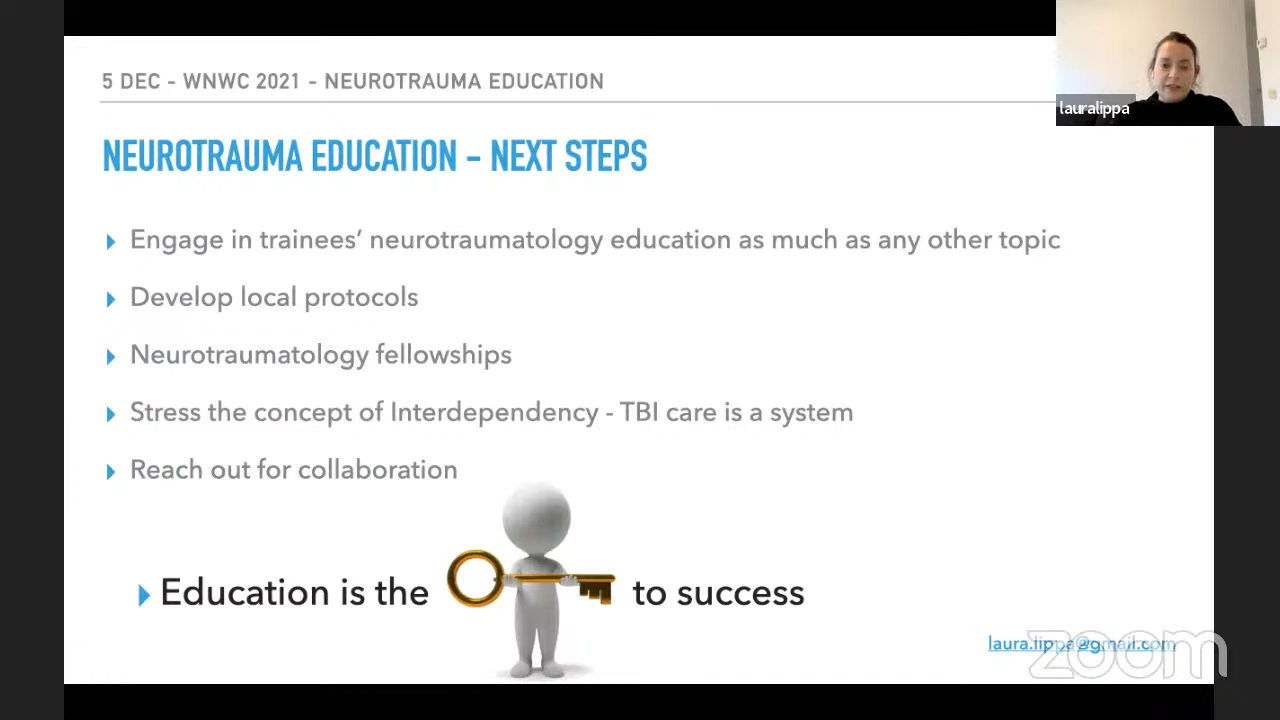 5 DEC - WNWC 2021 - NEUROTRAUMA EDUCATION
lauralippa
NEUROTRAUMA EDUCATION - NEXT STEPS
Engage in trainees’ neurotraumatology education as much as any other topic
Develop local protocols
Neurotraumatology fellowships
Stress the concept of Interdependency - TBI care is a system
Reach out for collaboration
Education is the to success
laura.lippa@gmail.com
zoom